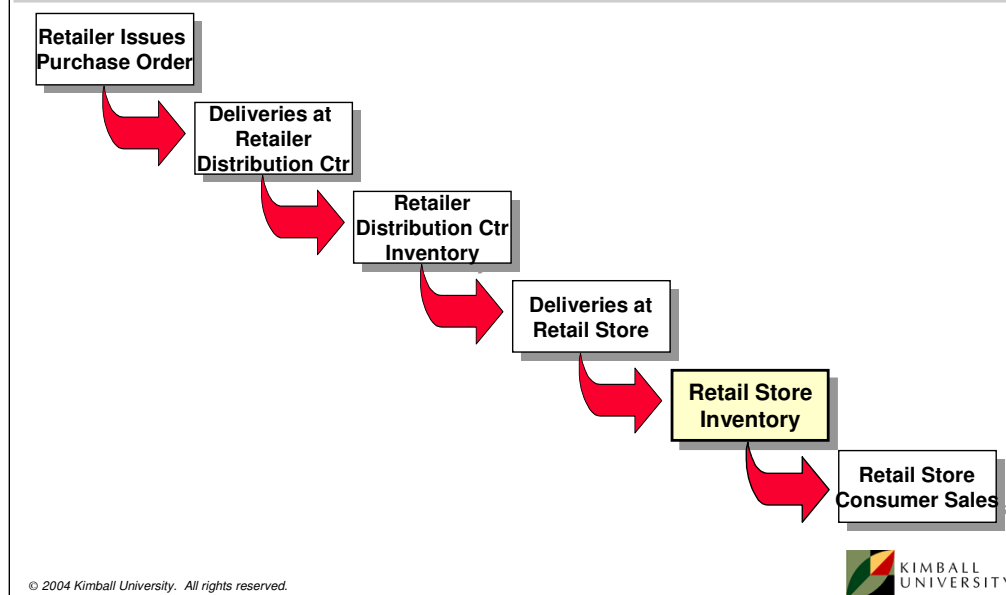 Retailer Issues
Purchase Order
Deliveries at
Retailer
Distribution Ctr
Retailer
Distribution Ctr
Inventory
Deliveries at
Retail Store
Retail Store
Inventory
Retail Store
Consumer Sales
© 2004 Kimball University. All rights reserved.
KIMBALL
UNIVERSITY